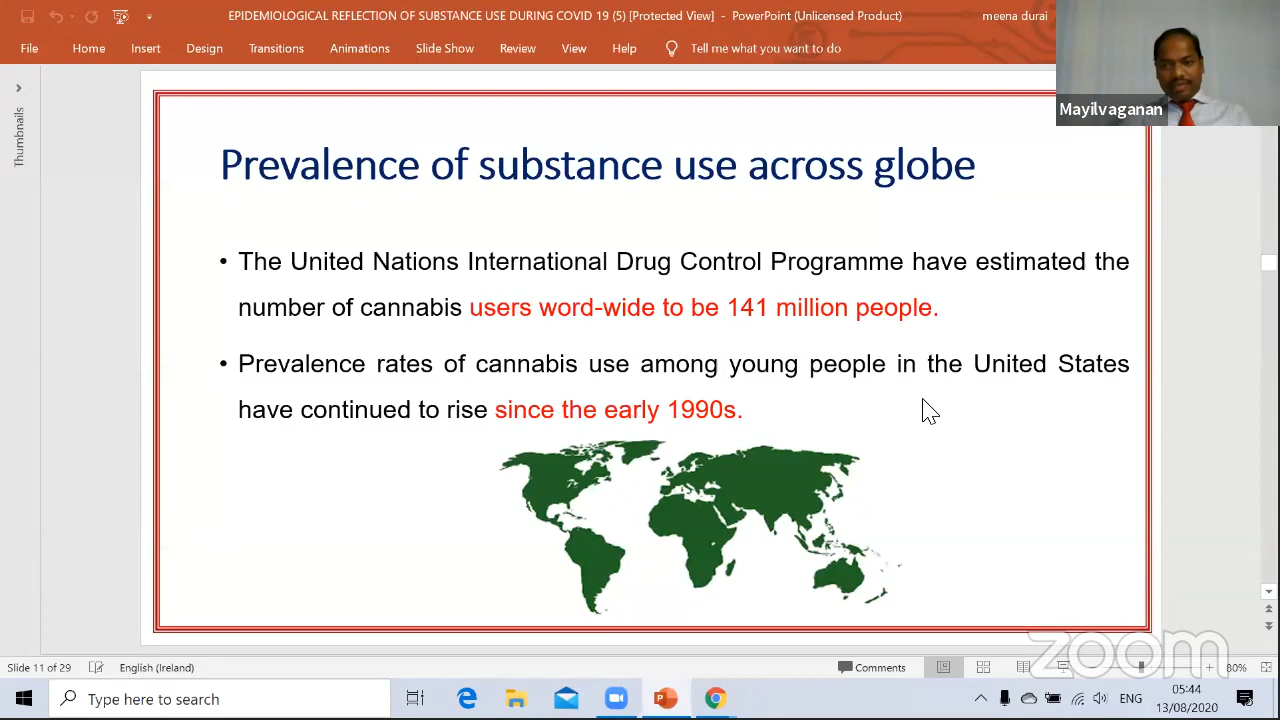 EPIDEMIOLOGICAL REFLECTION OF SUBSTANCE USE DURING COVID 19 (5) [Protected View] - PowerPoint (Unlicensed Product)
meena durai
File Home Insert Design Transitions Animations Slide Show Review View Help Tell me what you want to do
Mayilvaganan
Thumbnails
Prevalence of substance use across globe
• The United Nations International Drug Control Programme have estimated the
number of cannabis users word-wide to be 141 million people.
• Prevalence rates of cannabis use among young people in the United States
have continued to rise since the early 1990s.
zoom
Slide 11 of 29 English (Ireland) Comments 80%
Type here to search
ENG
05:44
13/08/2020